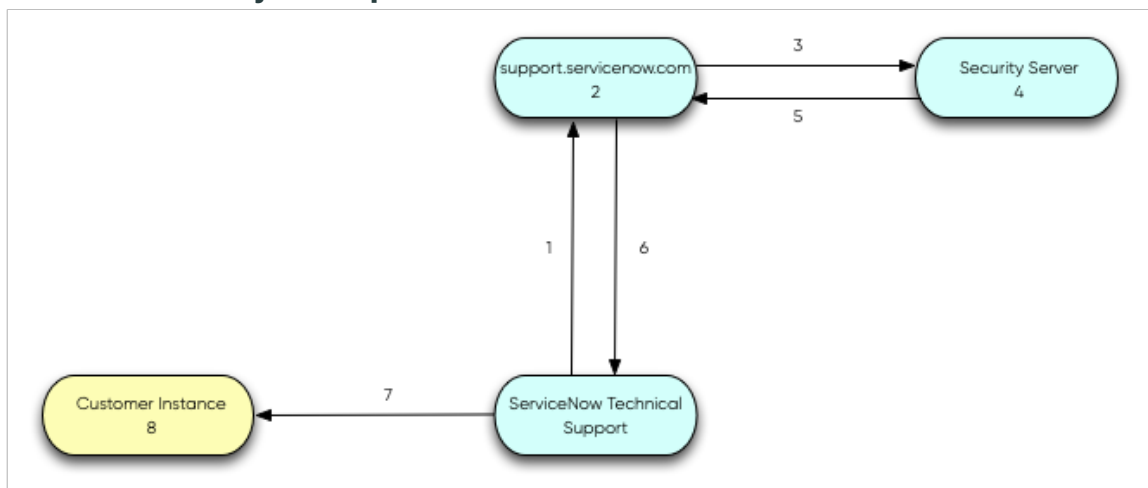 support.servicenow.com
2
3
Security Server
4
5
1
6
Customer Instance
8
7
ServiceNow Technical
Support